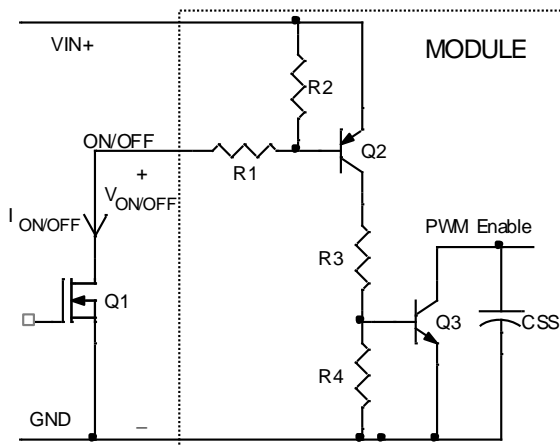 VIN+
MODULE
R2
ON/OFF
+
R1
Q2
V ON/OFF
I ON/OFF
PWM Enable
R3
Q1
Q3
CSS
R4
GND
–